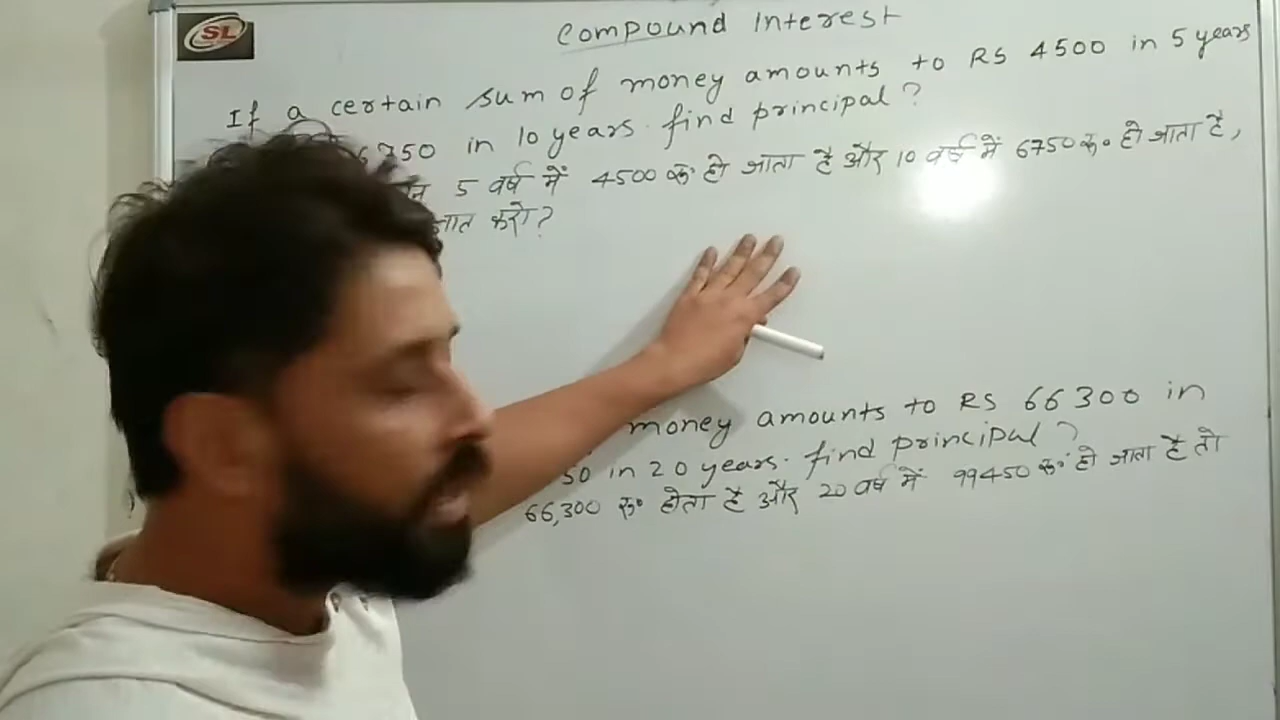 SL
Compound Interest
If a certain sum of money amounts to RS 4500 in 5 years
6750 in 10 years. find principal?
5 वर्ष में 4500 रू० हो जाता है और 10 वर्ष में 6750 रू० हो जाता है,
ज्ञात करो?
money amounts to RS 66300 in
50 in 20 years. find principal?
66,300 रू० होता है और 20 वर्ष में 99450 रू० हो जाता है तो